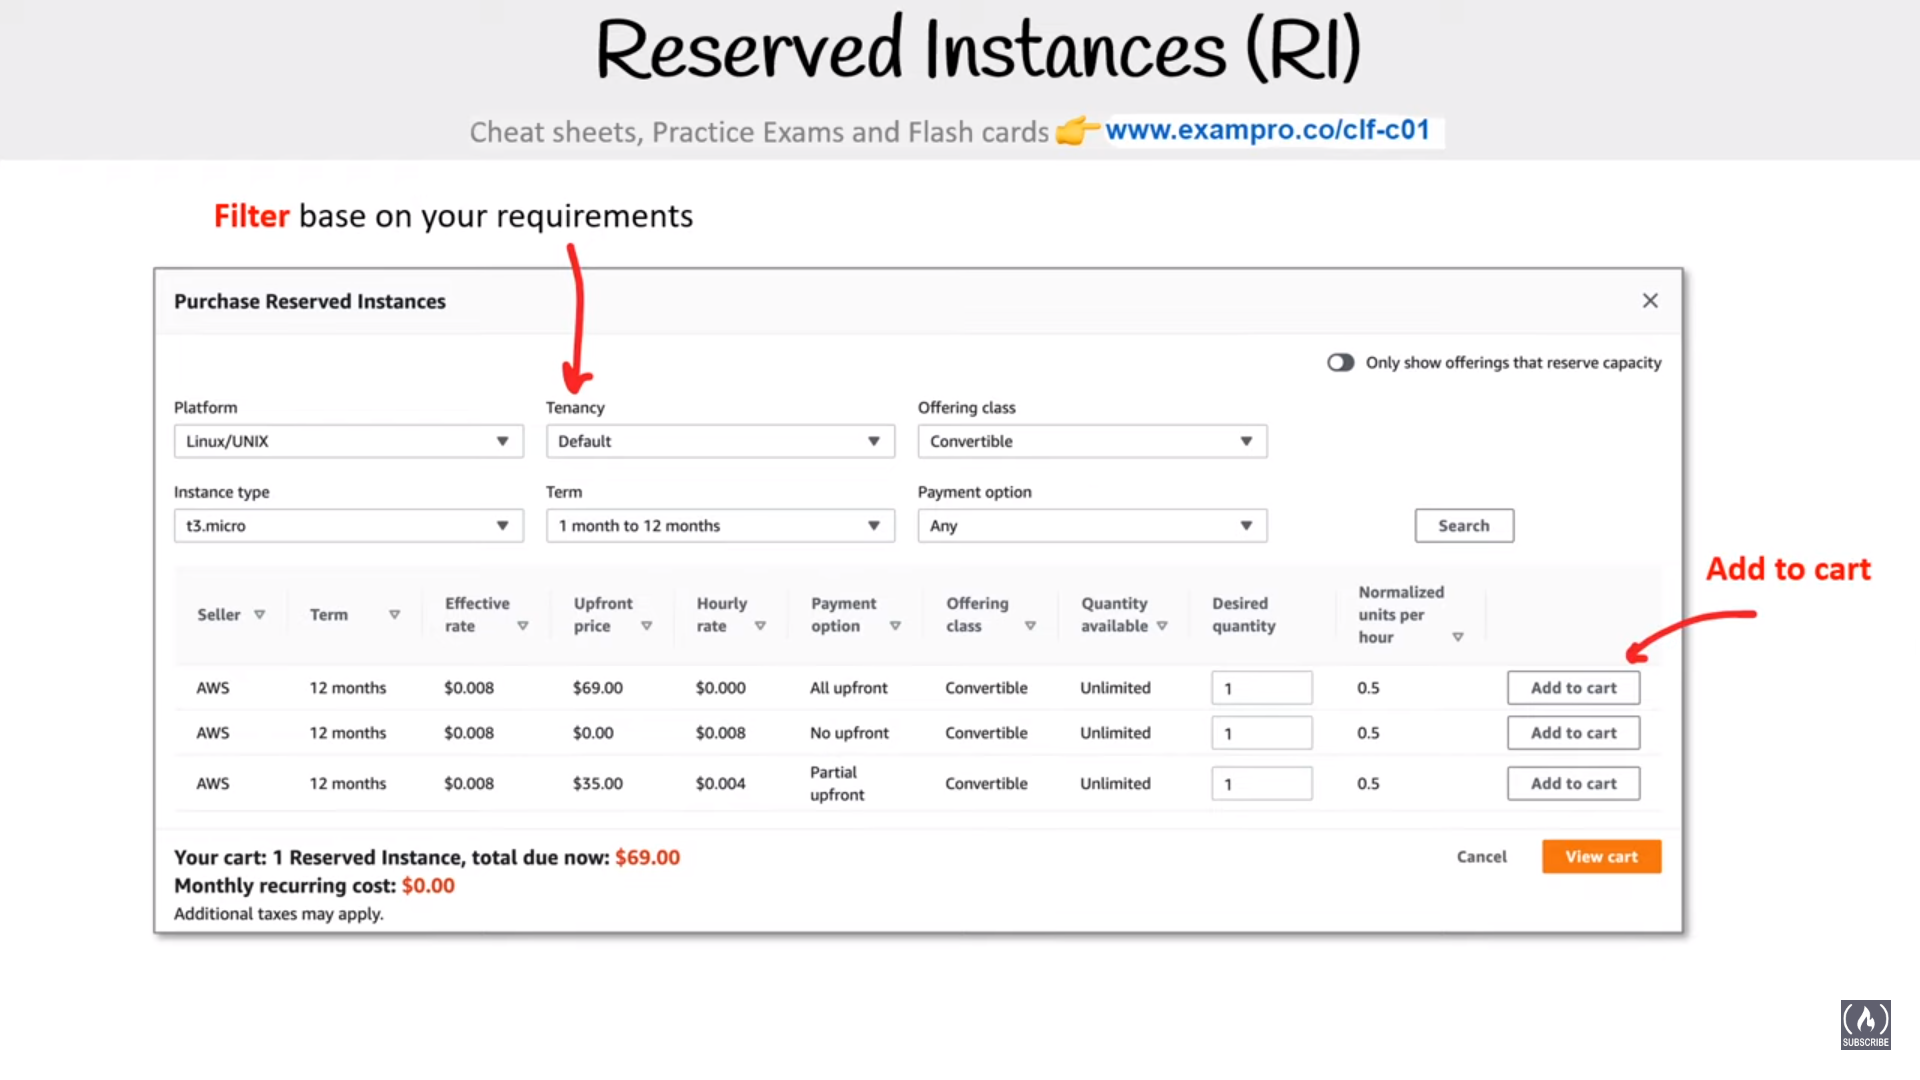 Reserved Instances (RI)
Cheat sheets, Practice Exams and Flash cards 👉 www.exampro.co/clf-c01
Filter base on your requirements
Purchase Reserved Instances
Only show offerings that reserve capacity
Platform Tenancy Offering class
Linux/UNIX Default Convertible
Instance type Term Payment option
t3.micro 1 month to 12 months Any Search
Add to cart
Seller Term Effective rate Upfront price Hourly rate Payment option Offering class Quantity available Desired quantity Normalized units per hour
AWS 12 months $0.008 $69.00 $0.000 All upfront Convertible Unlimited 1 0.5 Add to cart
AWS 12 months $0.008 $0.00 $0.008 No upfront Convertible Unlimited 1 0.5 Add to cart
AWS 12 months $0.008 $35.00 $0.004 Partial upfront Convertible Unlimited 1 0.5 Add to cart
Your cart: 1 Reserved Instance, total due now: $69.00
Monthly recurring cost: $0.00
Additional taxes may apply.
Cancel View cart
SUBSCRIBE